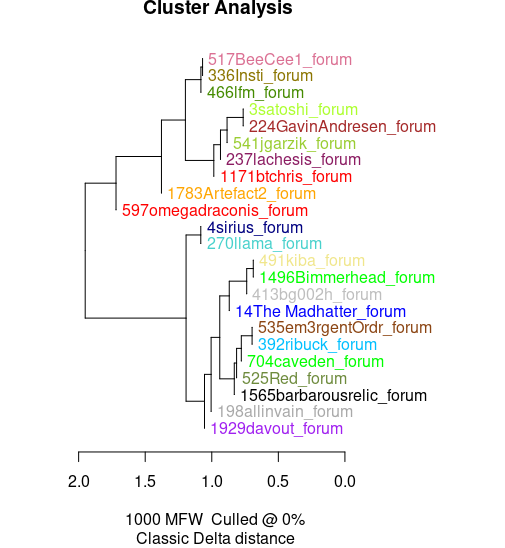 Cluster Analysis
517BeeCee1_forum
336Insti_forum
466lfm_forum
3satoshi_forum
224GavinAndresen_forum
541jgarzik_forum
237lachesis_forum
1171btchris_forum
1783Artefact2_forum
597omegadraconis_forum
4sirius_forum
270llama_forum
491kiba_forum
1496Bimmerhead_forum
413bg002h_forum
14The Madhatter_forum
535em3rgentOrdr_forum
392ribuck_forum
704caveden_forum
525Red_forum
1565barbarousrelic_forum
198allinvain_forum
1929davout_forum
2.0 1.5 1.0 0.5 0.0
1000 MFW Culled @ 0%
Classic Delta distance